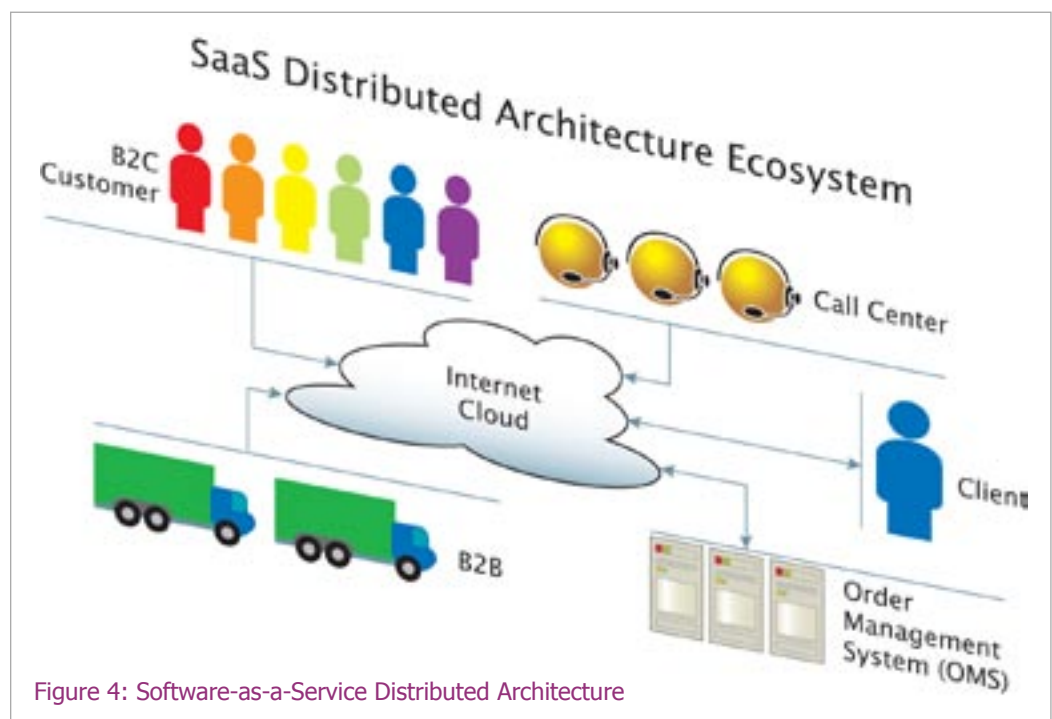 SaaS Distributed Architecture Ecosystem
B2C
Customer
Call Center
Internet
Cloud
Client
B2B
Order
Management
System (OMS)
Figure 4: Software-as-a-Service Distributed Architecture